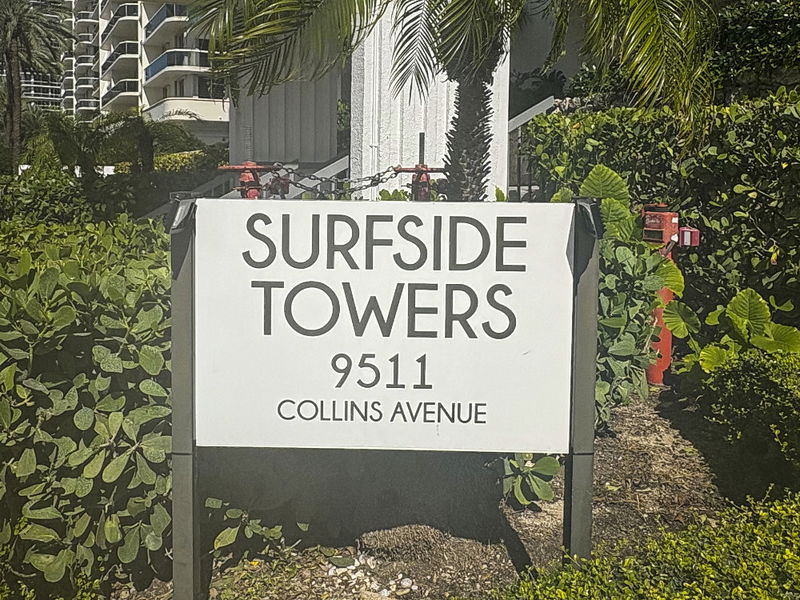 SURFSIDE
TOWERS
9511
COLLINS AVENUE